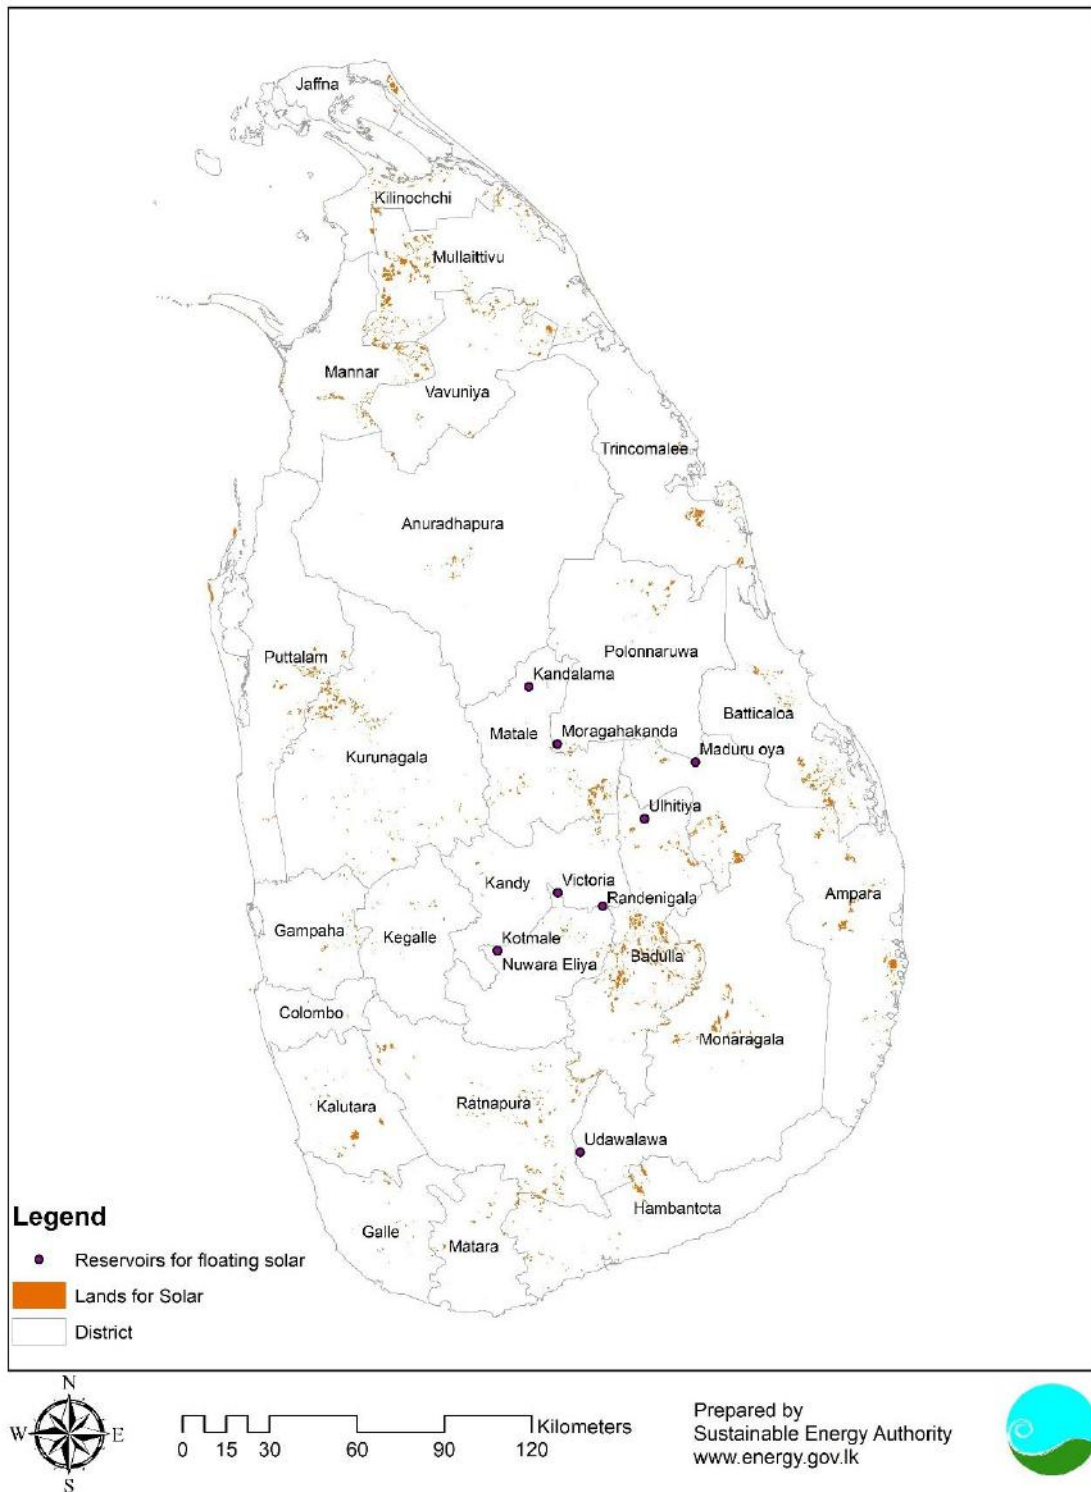 Jaffna
Kilinochchi
Mullaittivu
Mannar
Vavuniya
Trincomalee
Anuradhapura
Puttalam
Polonnaruwa
Kandalama
Batticaloa
Matale
Moragahakanda
Maduru oya
Kurunagala
Ulhitiya
Kandy
Victoria
Ampara
Randenigala
Gampaha
Kegalle
Kotmale
Badulla
Nuwara Eliya
Colombo
Monaragala
Kalutara
Ratnapura
Udawalawa
Hambantota
Galle
Matara
Legend
Reservoirs for floating solar
Lands for Solar
District
N
W E
S
Kilometers
0 15 30 60 90 120
Prepared by
Sustainable Energy Authority
www.energy.gov.lk